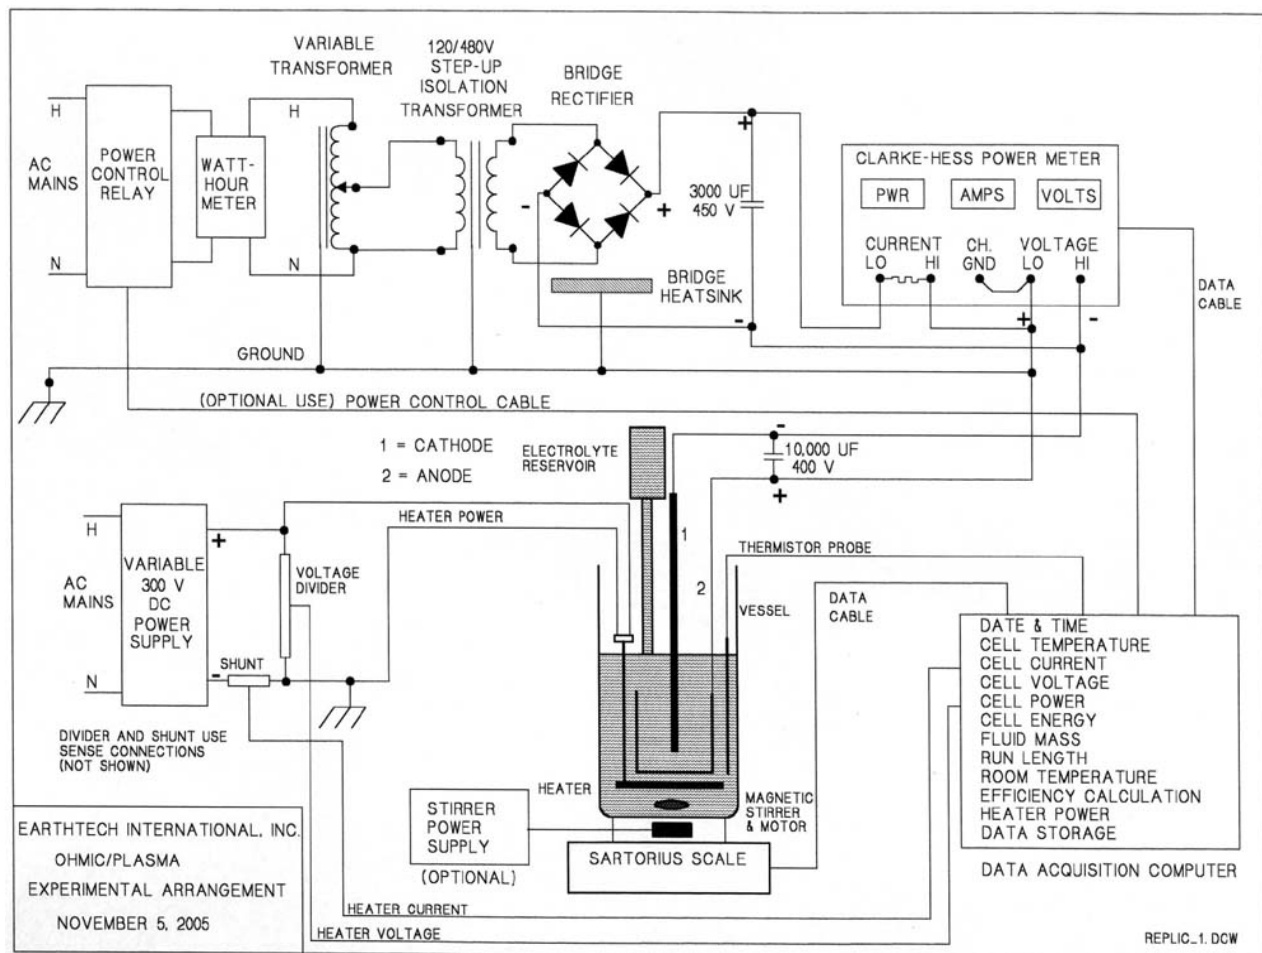 VARIABLE
TRANSFORMER
120/480V
STEP-UP
ISOLATION
TRANSFORMER
BRIDGE
RECTIFIER
H
AC
MAINS
N
POWER
CONTROL
RELAY
WATT-
HOUR
METER
H
N
-
+
+
-
3000 UF
450 V
BRIDGE
HEATSINK
CLARKE-HESS POWER METER
PWR
AMPS
VOLTS
CURRENT
LO
HI
CH.
GND
VOLTAGE
LO
HI
+
-
DATA
CABLE
GROUND
(OPTIONAL USE) POWER CONTROL CABLE
1 = CATHODE
2 = ANODE
ELECTROLYTE
RESERVOIR
-
10,000 UF
400 V
+
HEATER POWER
H
AC
MAINS
N
VARIABLE
300 V
DC
POWER
SUPPLY
+
-
VOLTAGE
DIVIDER
SHUNT
1
2
THERMISTOR PROBE
VESSEL
DATA
CABLE
DIVIDER AND SHUNT USE
SENSE CONNECTIONS
(NOT SHOWN)
HEATER
MAGNETIC
STIRRER
& MOTOR
STIRRER
POWER
SUPPLY
(OPTIONAL)
SARTORIUS SCALE
DATE & TIME
CELL TEMPERATURE
CELL CURRENT
CELL VOLTAGE
CELL POWER
CELL ENERGY
FLUID MASS
RUN LENGTH
ROOM TEMPERATURE
EFFICIENCY CALCULATION
HEATER POWER
DATA STORAGE
DATA ACQUISITION COMPUTER
HEATER CURRENT
HEATER VOLTAGE
EARTHTECH INTERNATIONAL, INC.
OHMIC/PLASMA
EXPERIMENTAL ARRANGEMENT
NOVEMBER 5, 2005
REPLIC_1.DCW